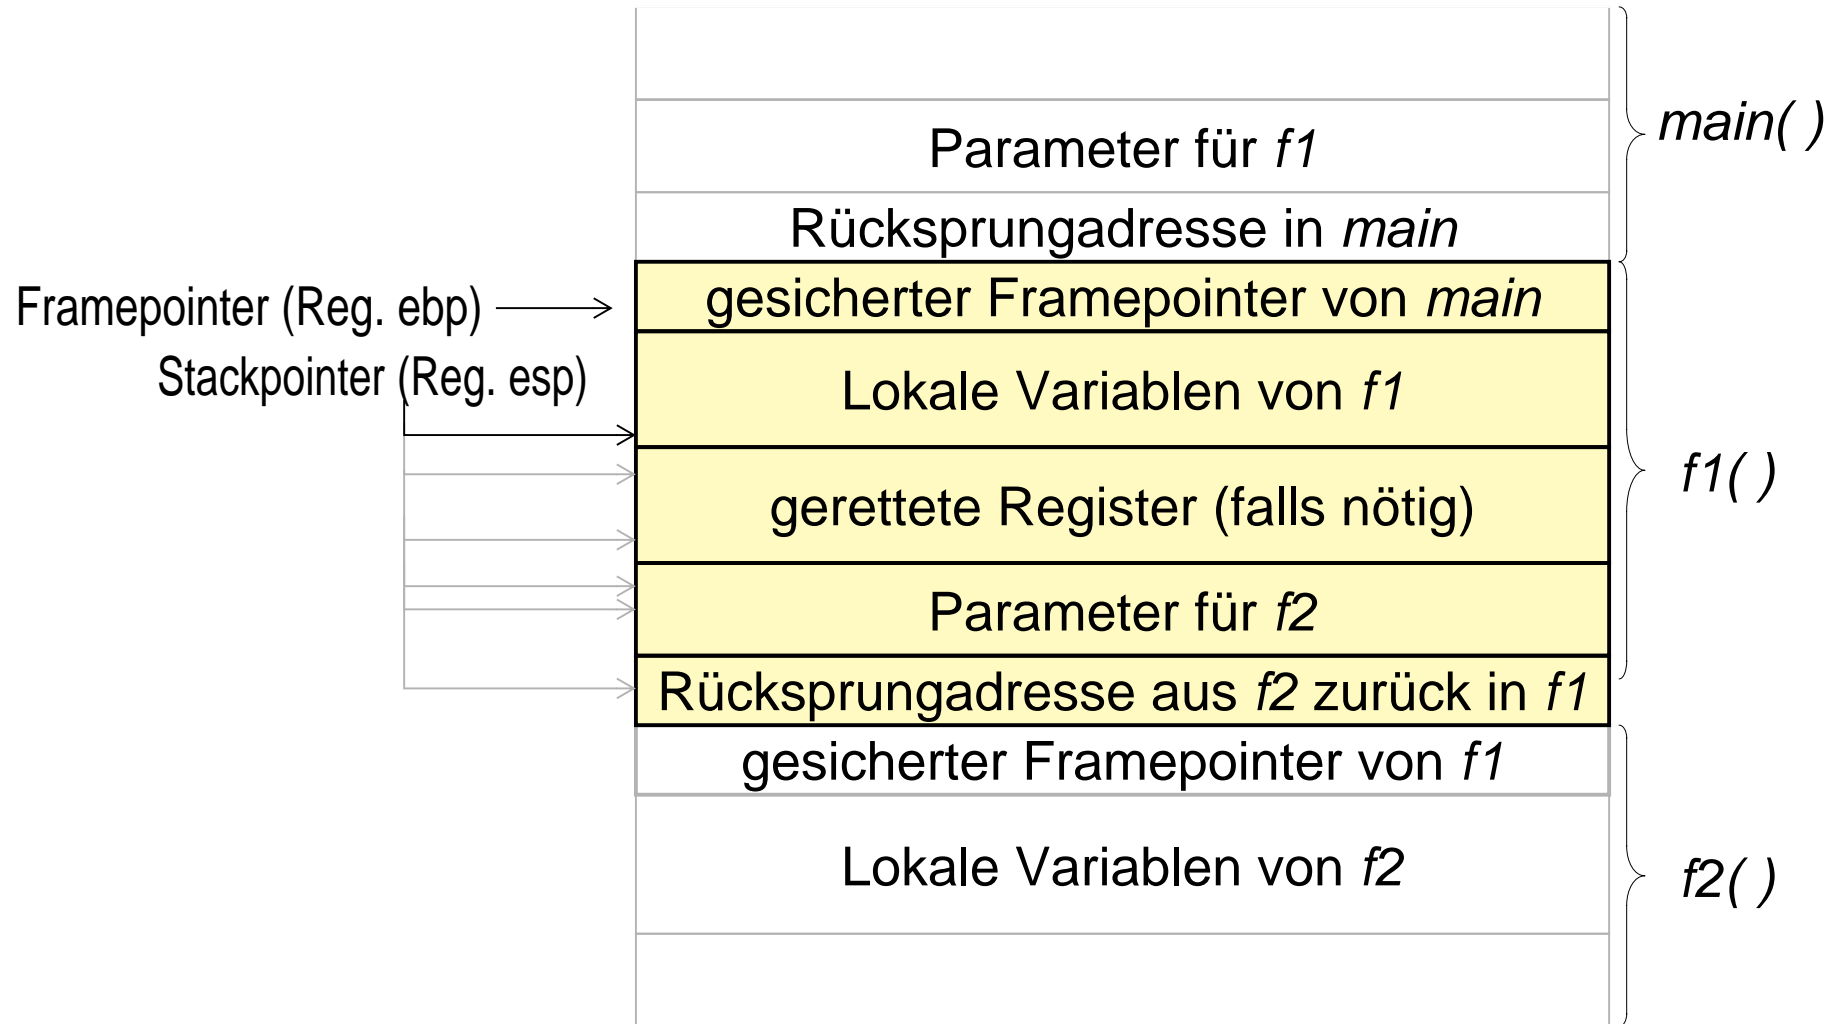 main( )
Parameter für f1
Rücksprungadresse in main
Framepointer (Reg. ebp)
gesicherter Framepointer von main
Stackpointer (Reg. esp)
Lokale Variablen von f1
f1( )
gerettete Register (falls nötig)
Parameter für f2
Rücksprungadresse aus f2 zurück in f1
gesicherter Framepointer von f1
Lokale Variablen von f2
f2( )